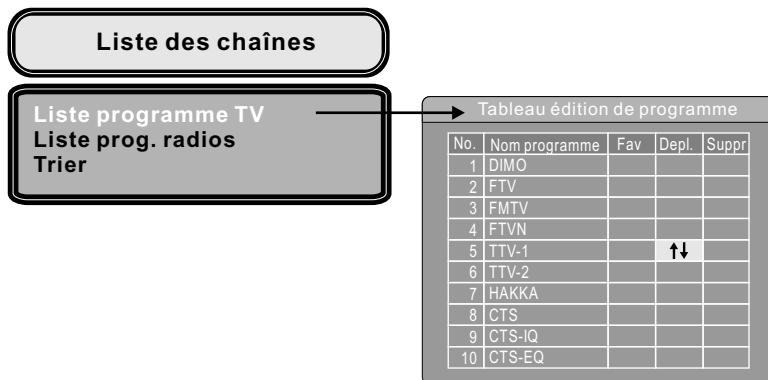 Liste des chaînes
Liste programme TV
Liste prog. radios
Trier
Tableau édition de programme
No. Nom programme Fav Depl. Suppr
1 DIMO
2 FTV
3 FMTV
4 FTVN
5 TTV-1
6 TTV-2
7 HAKKA
8 CTS
9 CTS-IQ
10 CTS-EQ